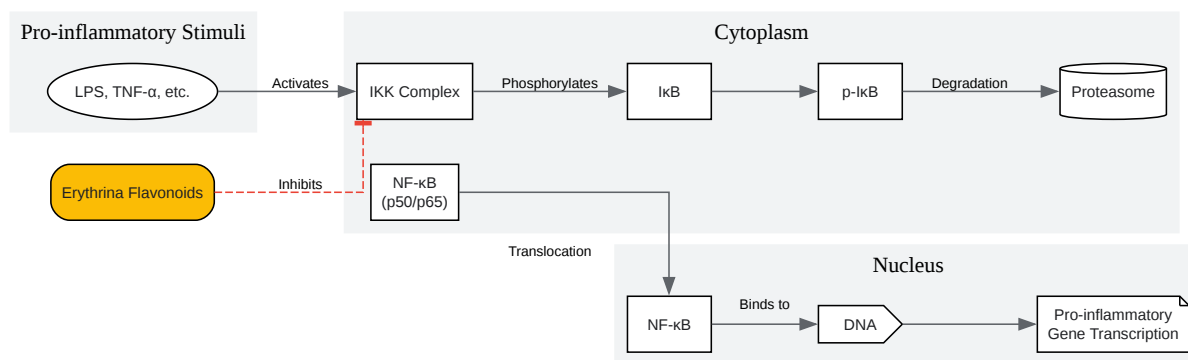 Pro-inflammatory Stimuli
Cytoplasm
LPS, TNF-α, etc.
Activates
IKK Complex
Phosphorylates
IκB
p-IκB
Degradation
Proteasome
Erythrina Flavonoids
Inhibits
NF-κB
(p50/p65)
Translocation
Nucleus
NF-κB
Binds to
DNA
Pro-inflammatory
Gene Transcription